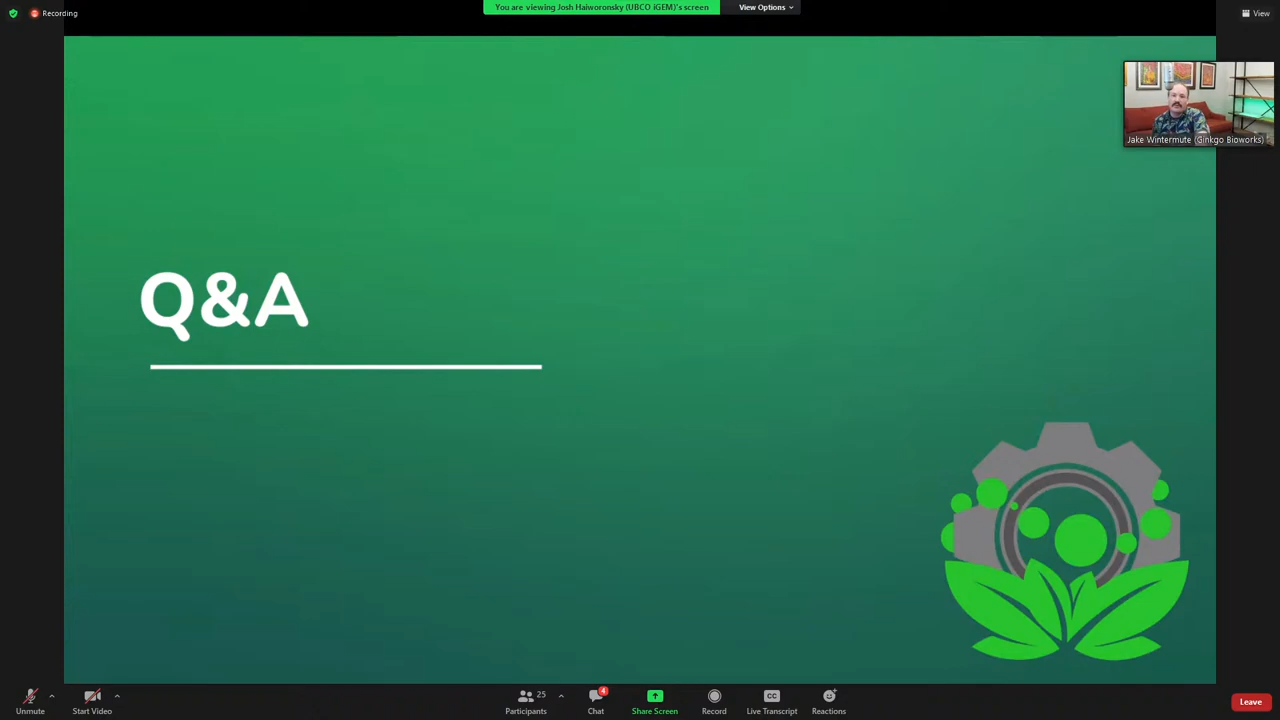 Recording
You are viewing Josh Haiworonsky (UBCO iGEM)'s screen
View Options
View
Jake Wintermute (Ginkgo Bioworks)
Q&A
Unmute
Start Video
25
Participants
4
Chat
Share Screen
Record
CC
Live Transcript
Reactions
Leave